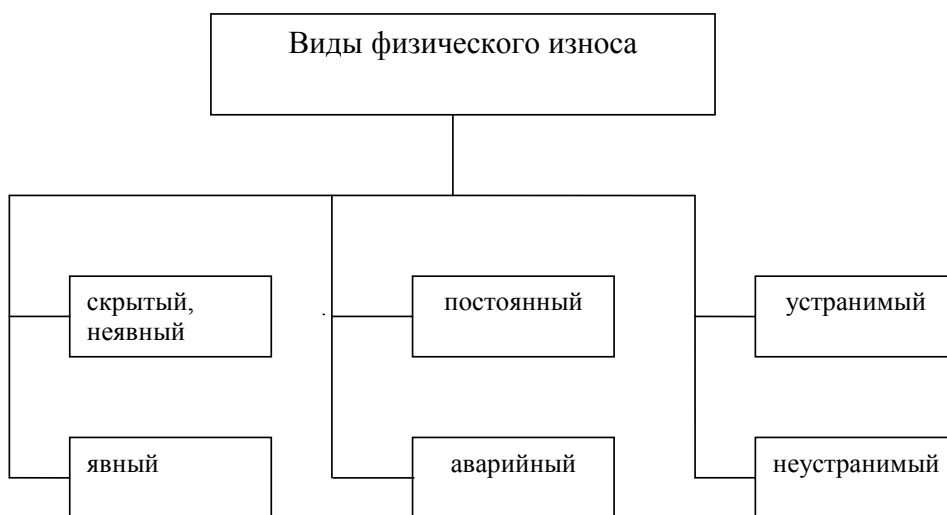 Виды физического износа
скрытый,
неявный
постоянный
устранимый
явный
аварийный
неустранимый